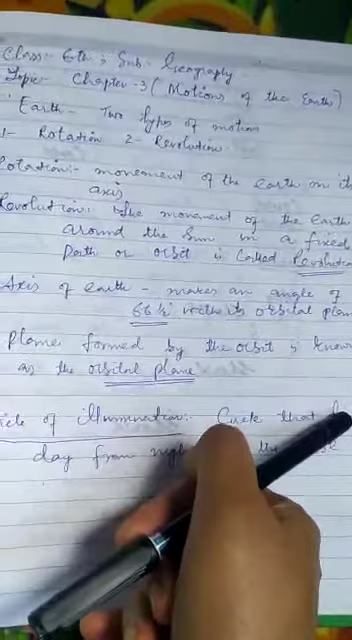 Class:- 6th ; Sub:- Geography
Topic:- Chapter-3 (Motions of the Earth)
Earth- Two types of motion
1- Rotation 2- Revolution
Rotation:- movement of the earth on its
axis
Revolution:- The movement of the earth
around the Sun in a fixed
Path or orbit is called Revolution
Axis of earth - makes an angle of
66½ with its orbital plane
Plane formed by the orbit is known
as the orbital plane
circle of illumination:- Circle that
day from the